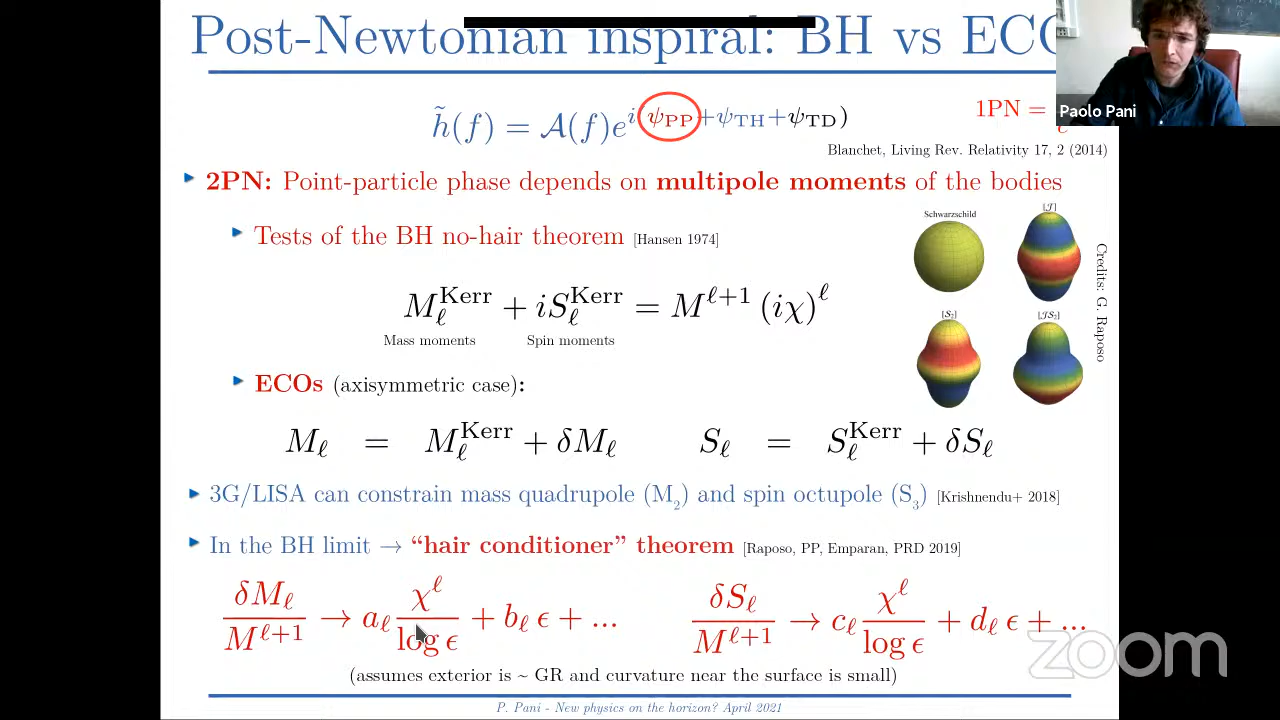 Post-Newtonian inspiral: BH vs ECO
h̃(f) = 𝒜(f)e^{i(ψ_PP+ψ_TH+ψ_TD)}
1PN =
Paolo Pani
Blanchet, Living Rev. Relativity 17, 2 (2014)
2PN: Point-particle phase depends on multipole moments of the bodies
Tests of the BH no-hair theorem [Hansen 1974]
Schwarzschild
[𝒥]
M_ℓ^Kerr + iS_ℓ^Kerr = M^{ℓ+1} (iχ)^ℓ
Mass moments Spin moments
[S₂]
[𝒥S₂]
Credits: G. Raposo
ECOs (axisymmetric case):
M_ℓ = M_ℓ^Kerr + δM_ℓ S_ℓ = S_ℓ^Kerr + δS_ℓ
3G/LISA can constrain mass quadrupole (M₂) and spin octupole (S₃) [Krishnendu+ 2018]
In the BH limit → “hair conditioner” theorem [Raposo, PP, Emparan, PRD 2019]
δM_ℓ/M^{ℓ+1} → a_ℓ χ^ℓ/log ϵ + b_ℓ ϵ + ... δS_ℓ/M^{ℓ+1} → c_ℓ χ^ℓ/log ϵ + d_ℓ ϵ + ...
(assumes exterior is ~ GR and curvature near the surface is small)
zoom
P. Pani - New physics on the horizon? April 2021